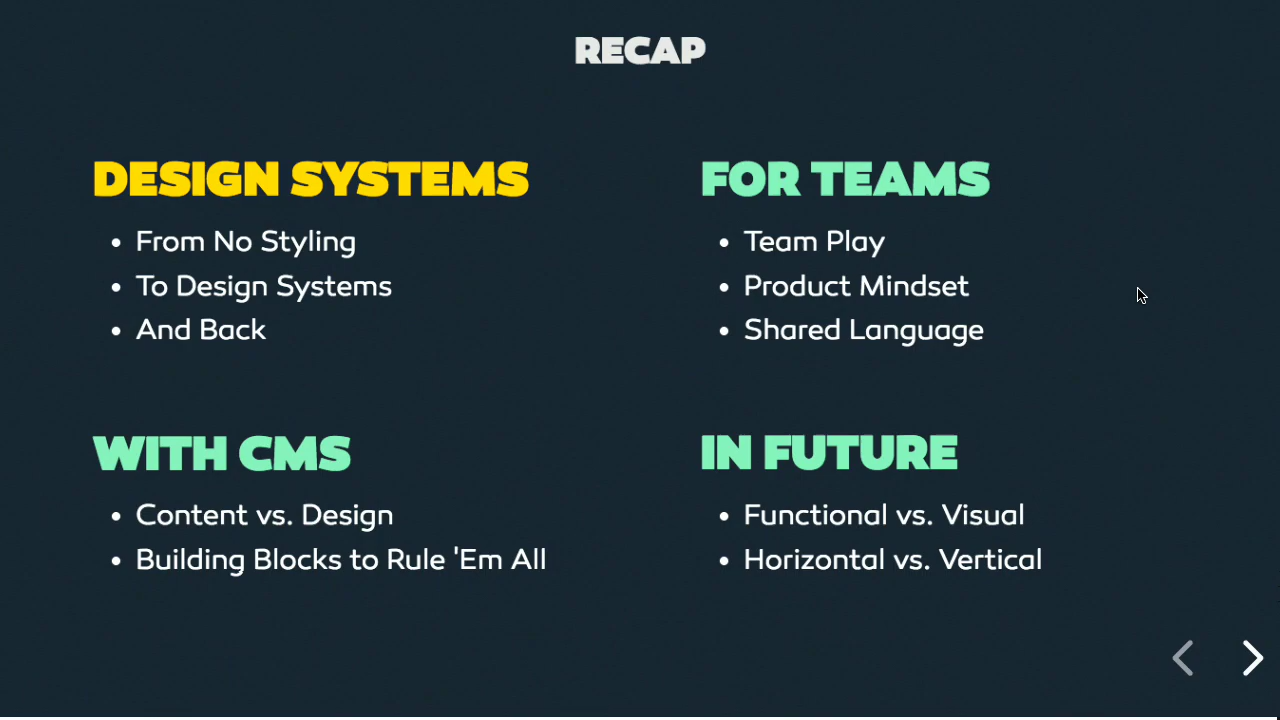 RECAP
DESIGN SYSTEMS
• From No Styling
• To Design Systems
• And Back
FOR TEAMS
• Team Play
• Product Mindset
• Shared Language
WITH CMS
• Content vs. Design
• Building Blocks to Rule 'Em All
IN FUTURE
• Functional vs. Visual
• Horizontal vs. Vertical